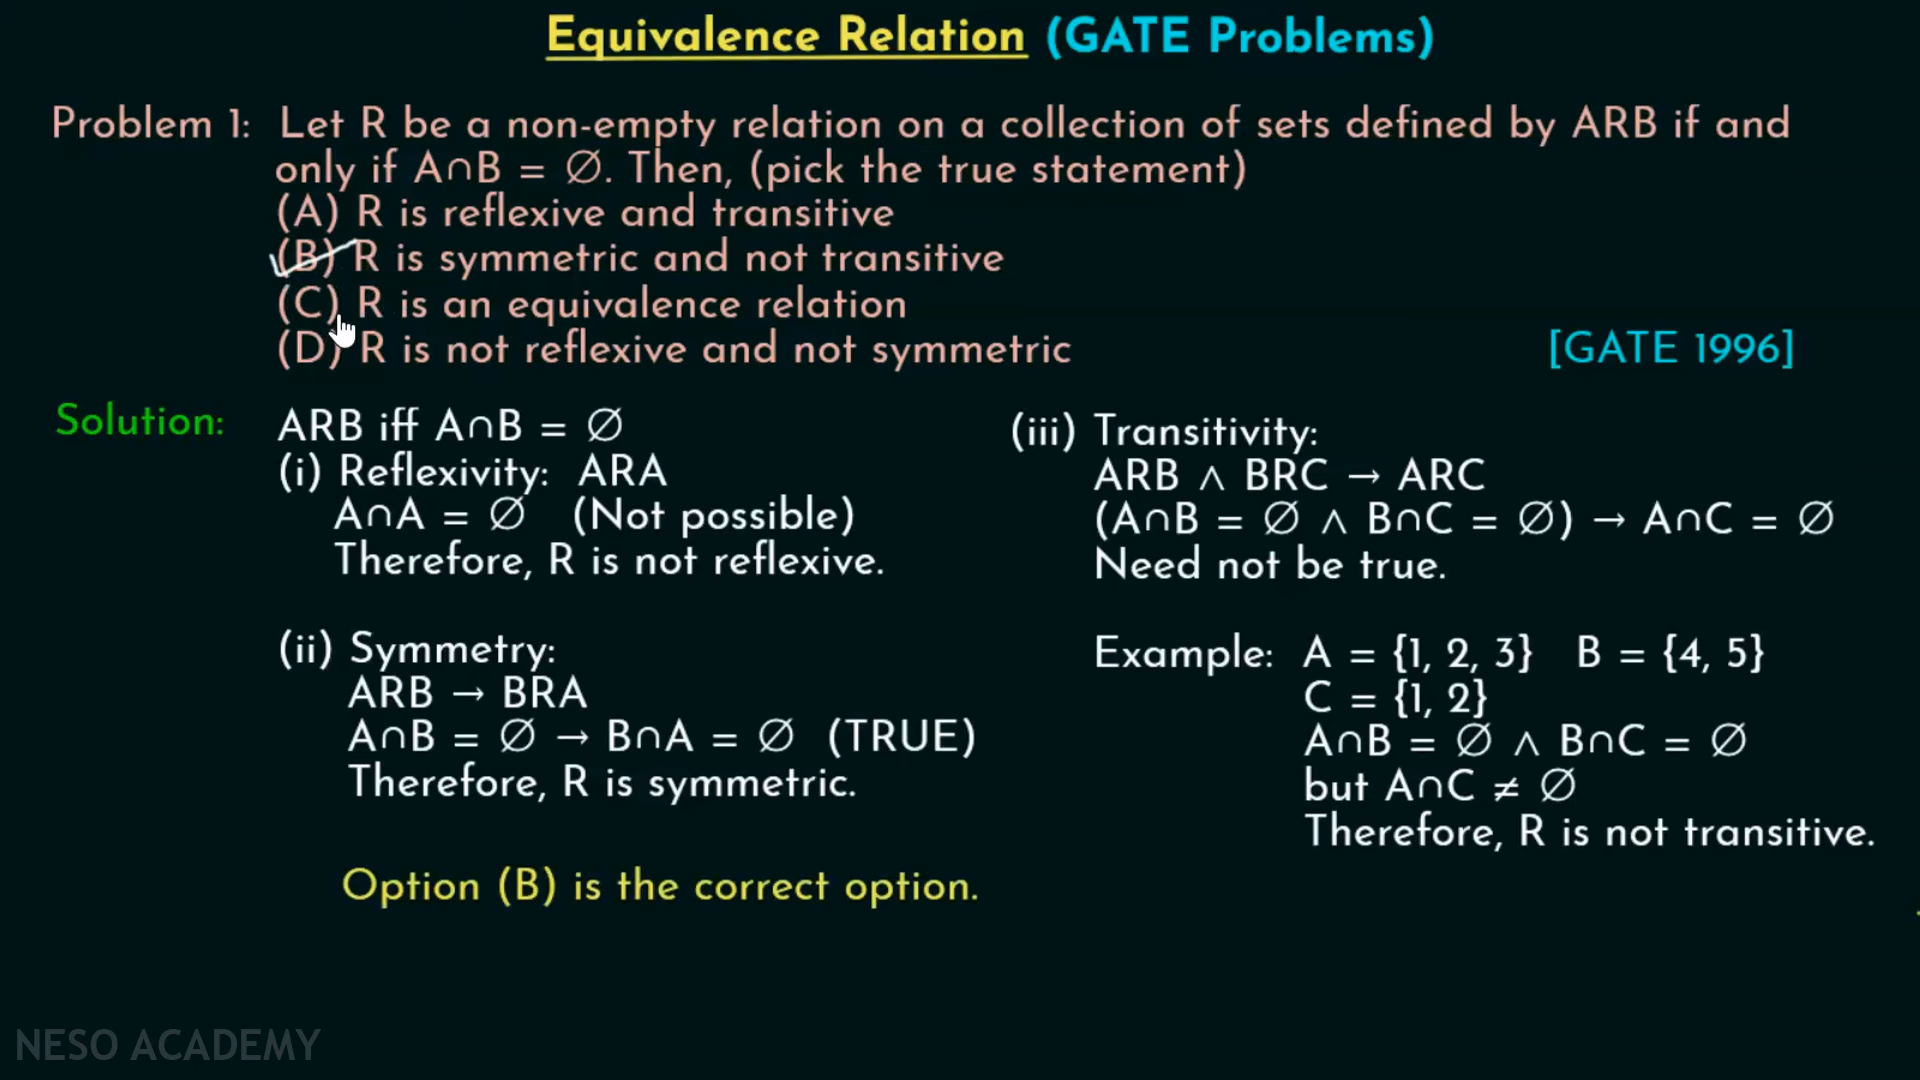 Equivalence Relation (GATE Problems)
Problem 1: Let R be a non-empty relation on a collection of sets defined by ARB if and
only if A∩B = ∅. Then, (pick the true statement)
(A) R is reflexive and transitive
(B) R is symmetric and not transitive
(C) R is an equivalence relation
(D) R is not reflexive and not symmetric
[GATE 1996]
Solution: ARB iff A∩B = ∅
(i) Reflexivity: ARA
A∩A = ∅ (Not possible)
Therefore, R is not reflexive.
(ii) Symmetry:
ARB → BRA
A∩B = ∅ → B∩A = ∅ (TRUE)
Therefore, R is symmetric.
Option (B) is the correct option.
(iii) Transitivity:
ARB ∧ BRC → ARC
(A∩B = ∅ ∧ B∩C = ∅) → A∩C = ∅
Need not be true.
Example: A = {1, 2, 3} B = {4, 5}
C = {1, 2}
A∩B = ∅ ∧ B∩C = ∅
but A∩C ≠ ∅
Therefore, R is not transitive.
NESO ACADEMY